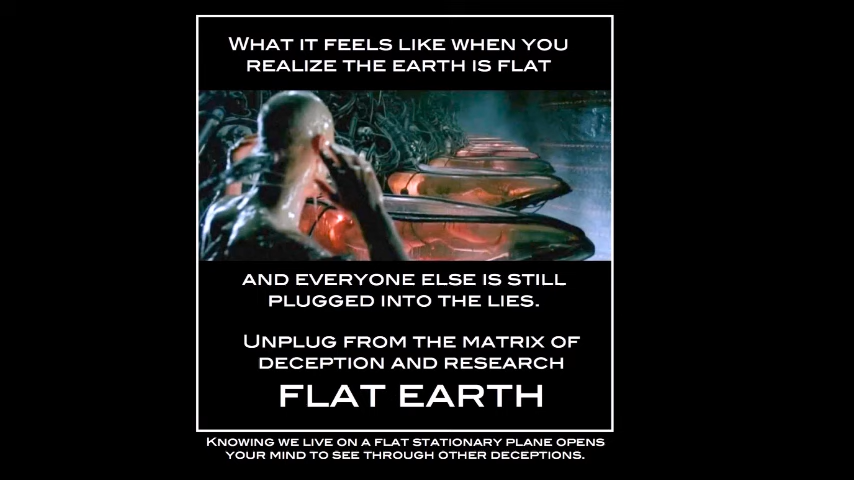 What it feels like when you
realize the earth is flat
and everyone else is still
plugged into the lies.
Unplug from the matrix of
deception and research
FLAT EARTH
Knowing we live on a flat stationary plane opens
your mind to see through other deceptions.